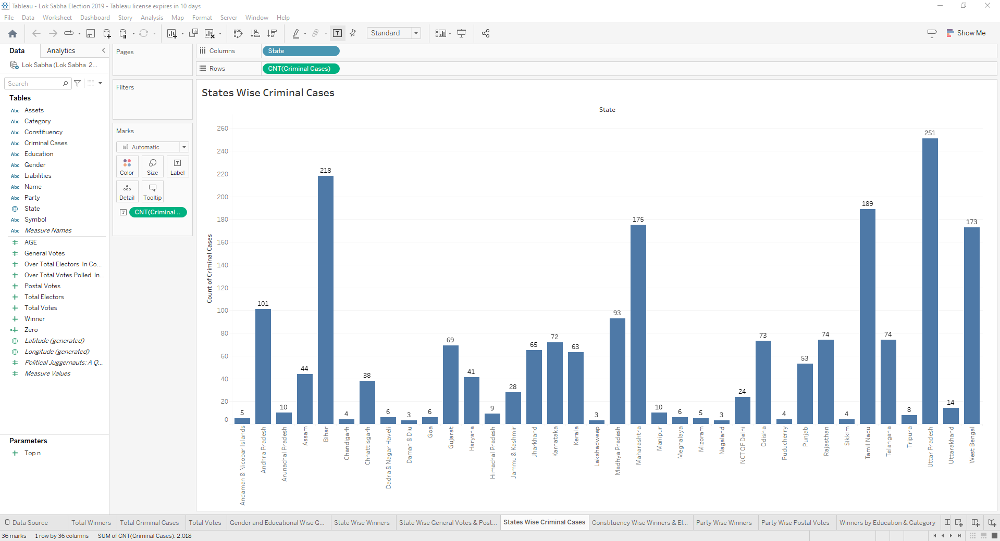 Tableau - Lok Sabha Election 2019 - Tableau license expires in 10 days
File Data Worksheet Dashboard Story Analysis Map Format Server Window Help
Standard
Show Me
Data Analytics
Lok Sabha (Lok Sabha 2...
Search
Tables
Abc Assets
Abc Category
Abc Constituency
Abc Criminal Cases
Abc Education
Abc Gender
Abc Liabilities
Abc Name
Abc Party
State
Abc Symbol
Abc Measure Names
# AGE
# General Votes
# Over Total Electors In Co...
# Over Total Votes Polled In...
# Postal Votes
# Total Electors
# Total Votes
# Winner
=# Zero
Latitude (generated)
Longitude (generated)
# Political Juggernauts: A Q...
# Measure Values
Parameters
# Top n
Pages
Filters
Marks
Automatic
Color Size Label
Detail Tooltip
CNT(Criminal ..
Columns State
Rows CNT(Criminal Cases)
States Wise Criminal Cases
State
Count of Criminal Cases
260
240
220
200
180
160
140
120
100
80
60
40
20
0
5
101
10
44
218
4
38
6
3
6
69
41
9
28
65
72
63
3
93
175
10
6
5
3
24
73
4
53
74
4
189
74
8
251
14
173
Andaman & Nicobar Islands
Andhra Pradesh
Arunachal Pradesh
Assam
Bihar
Chandigarh
Chhattisgarh
Dadra & Nagar Haveli
Daman & Diu
Goa
Gujarat
Haryana
Himachal Pradesh
Jammu & Kashmir
Jharkhand
Karnataka
Kerala
Lakshadweep
Madhya Pradesh
Maharashtra
Manipur
Meghalaya
Mizoram
Nagaland
NCT OF Delhi
Odisha
Puducherry
Punjab
Rajasthan
Sikkim
Tamil Nadu
Telangana
Tripura
Uttar Pradesh
Uttarakhand
West Bengal
Data Source Total Winners Total Criminal Cases Total Votes Gender and Educational Wise G... State Wise Winners State Wise General Votes & Post... States Wise Criminal Cases Constituency Wise Winners & El... Party Wise Winners Party Wise Postal Votes Winners by Education & Category
36 marks 1 row by 36 columns SUM of CNT(Criminal Cases): 2,018